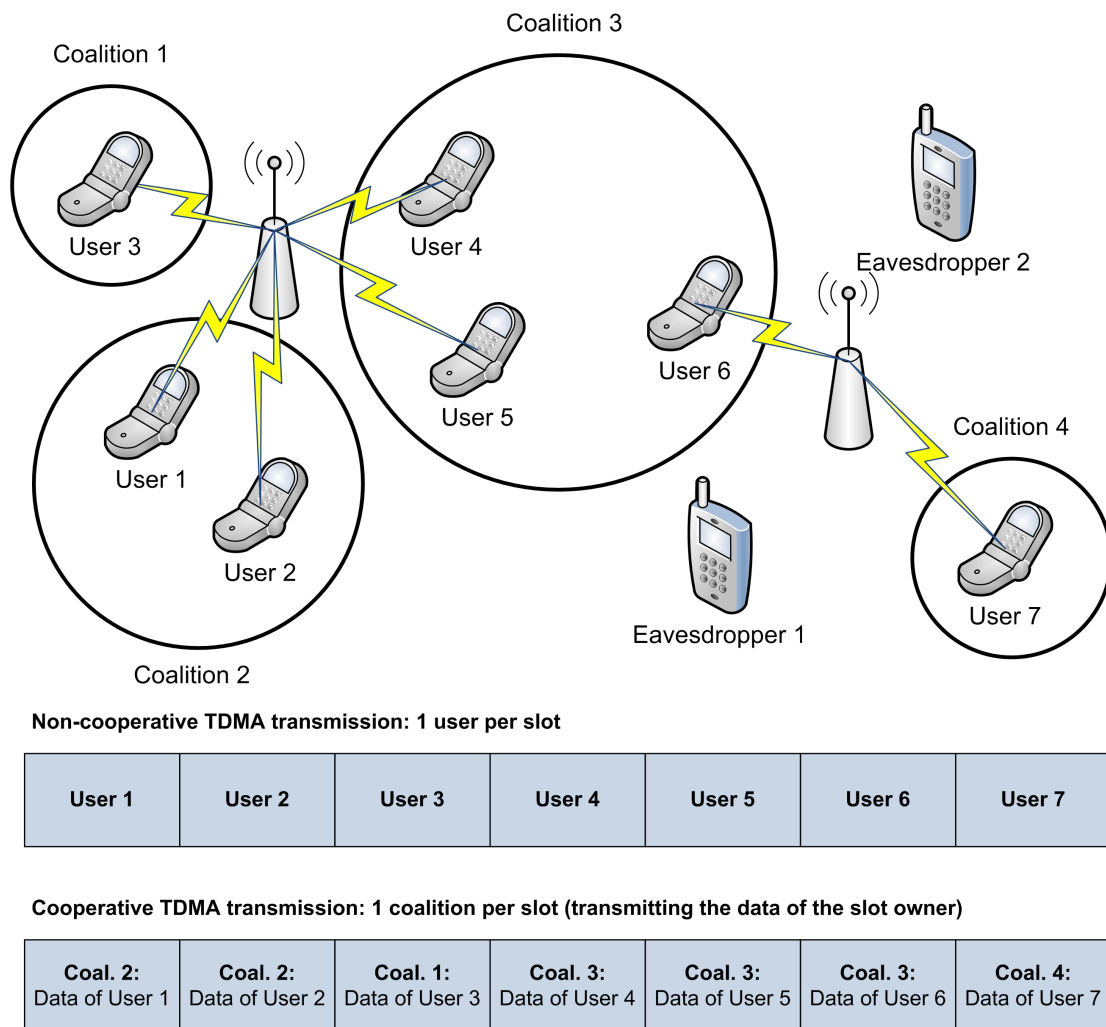 Coalition 3
Coalition 1
User 3
User 4
Eavesdropper 2
User 6
User 5
Coalition 4
User 1
User 2
User 7
Eavesdropper 1
Coalition 2
Non-cooperative TDMA transmission: 1 user per slot
User 1 User 2 User 3 User 4 User 5 User 6 User 7
Cooperative TDMA transmission: 1 coalition per slot (transmitting the data of the slot owner)
Coal. 2: Coal. 2: Coal. 1: Coal. 3: Coal. 3: Coal. 3: Coal. 4:
Data of User 1 Data of User 2 Data of User 3 Data of User 4 Data of User 5 Data of User 6 Data of User 7